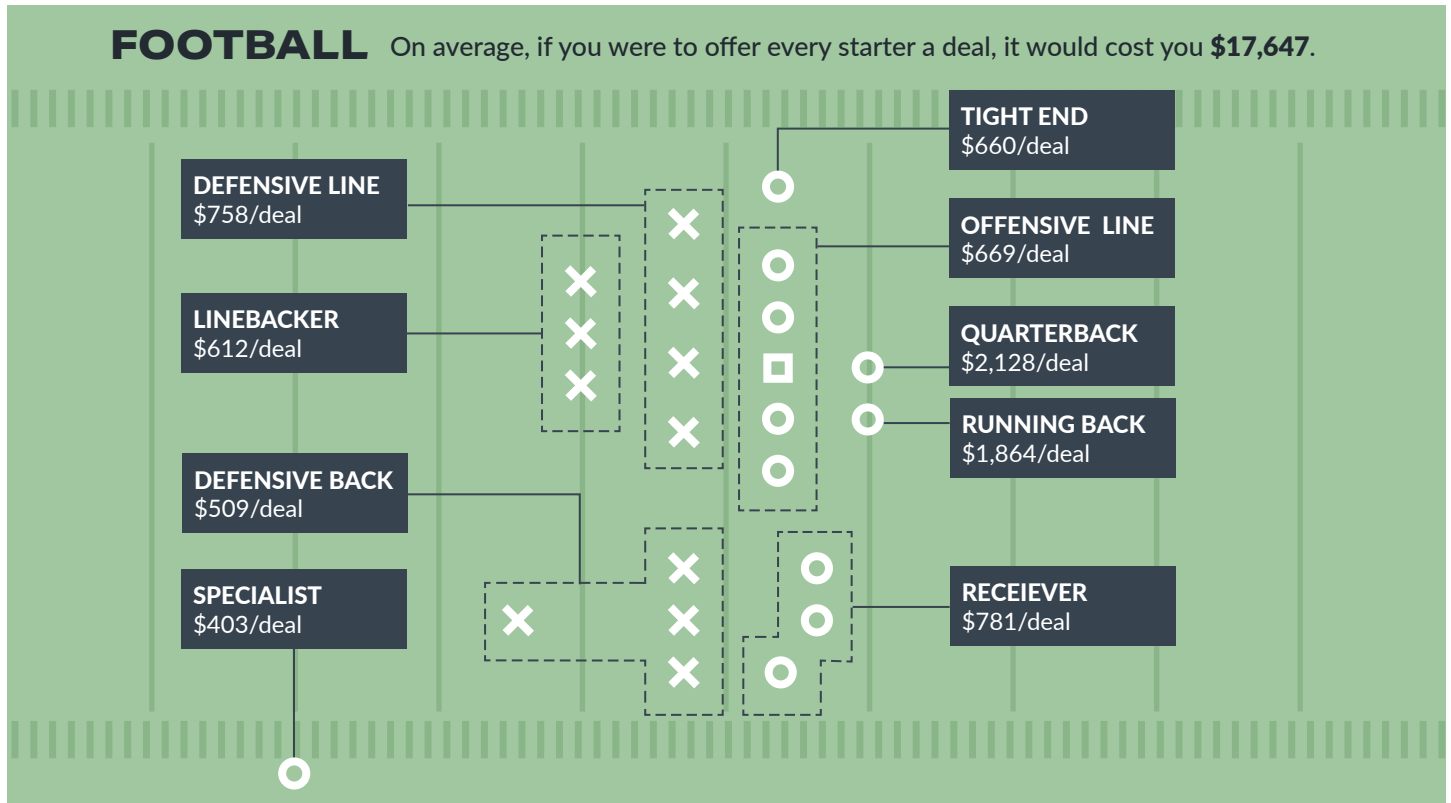 FOOTBALL On average, if you were to offer every starter a deal, it would cost you $17,647.
TIGHT END
$660/deal
DEFENSIVE LINE
$758/deal
OFFENSIVE LINE
$669/deal
LINEBACKER
$612/deal
QUARTERBACK
$2,128/deal
RUNNING BACK
$1,864/deal
DEFENSIVE BACK
$509/deal
SPECIALIST
$403/deal
RECEIEVER
$781/deal